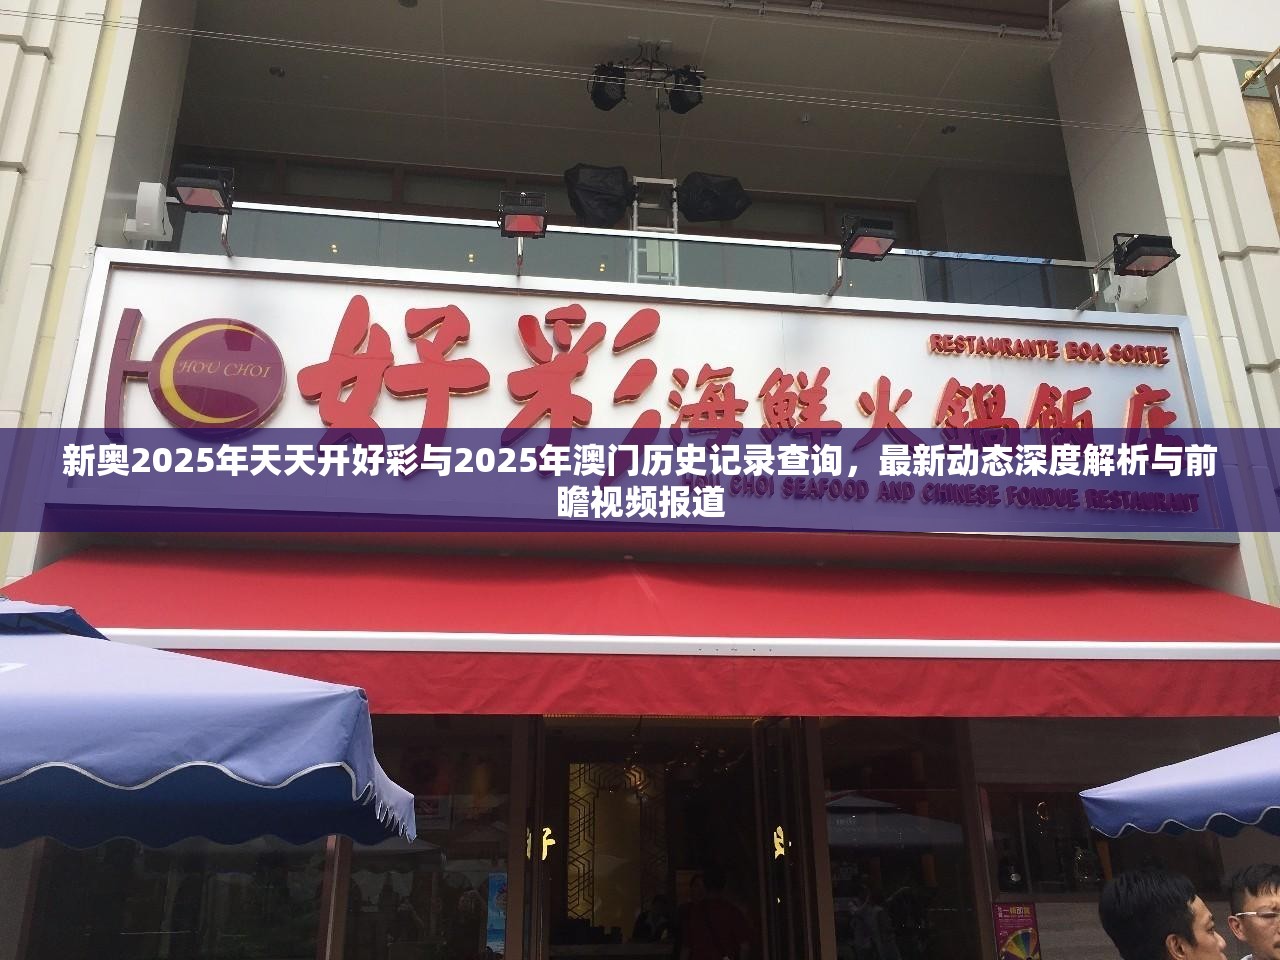 RESTAURANTE BOA SORTE
HOU CHOI
好彩海鮮火鍋飯店
新奥2025年天天开好彩与2025年澳门历史记录查询，最新动态深度解析与前
瞻视频报道
HOU CHOI SEAFOOD AND CHINESE FONDUE RESTAURANT
好